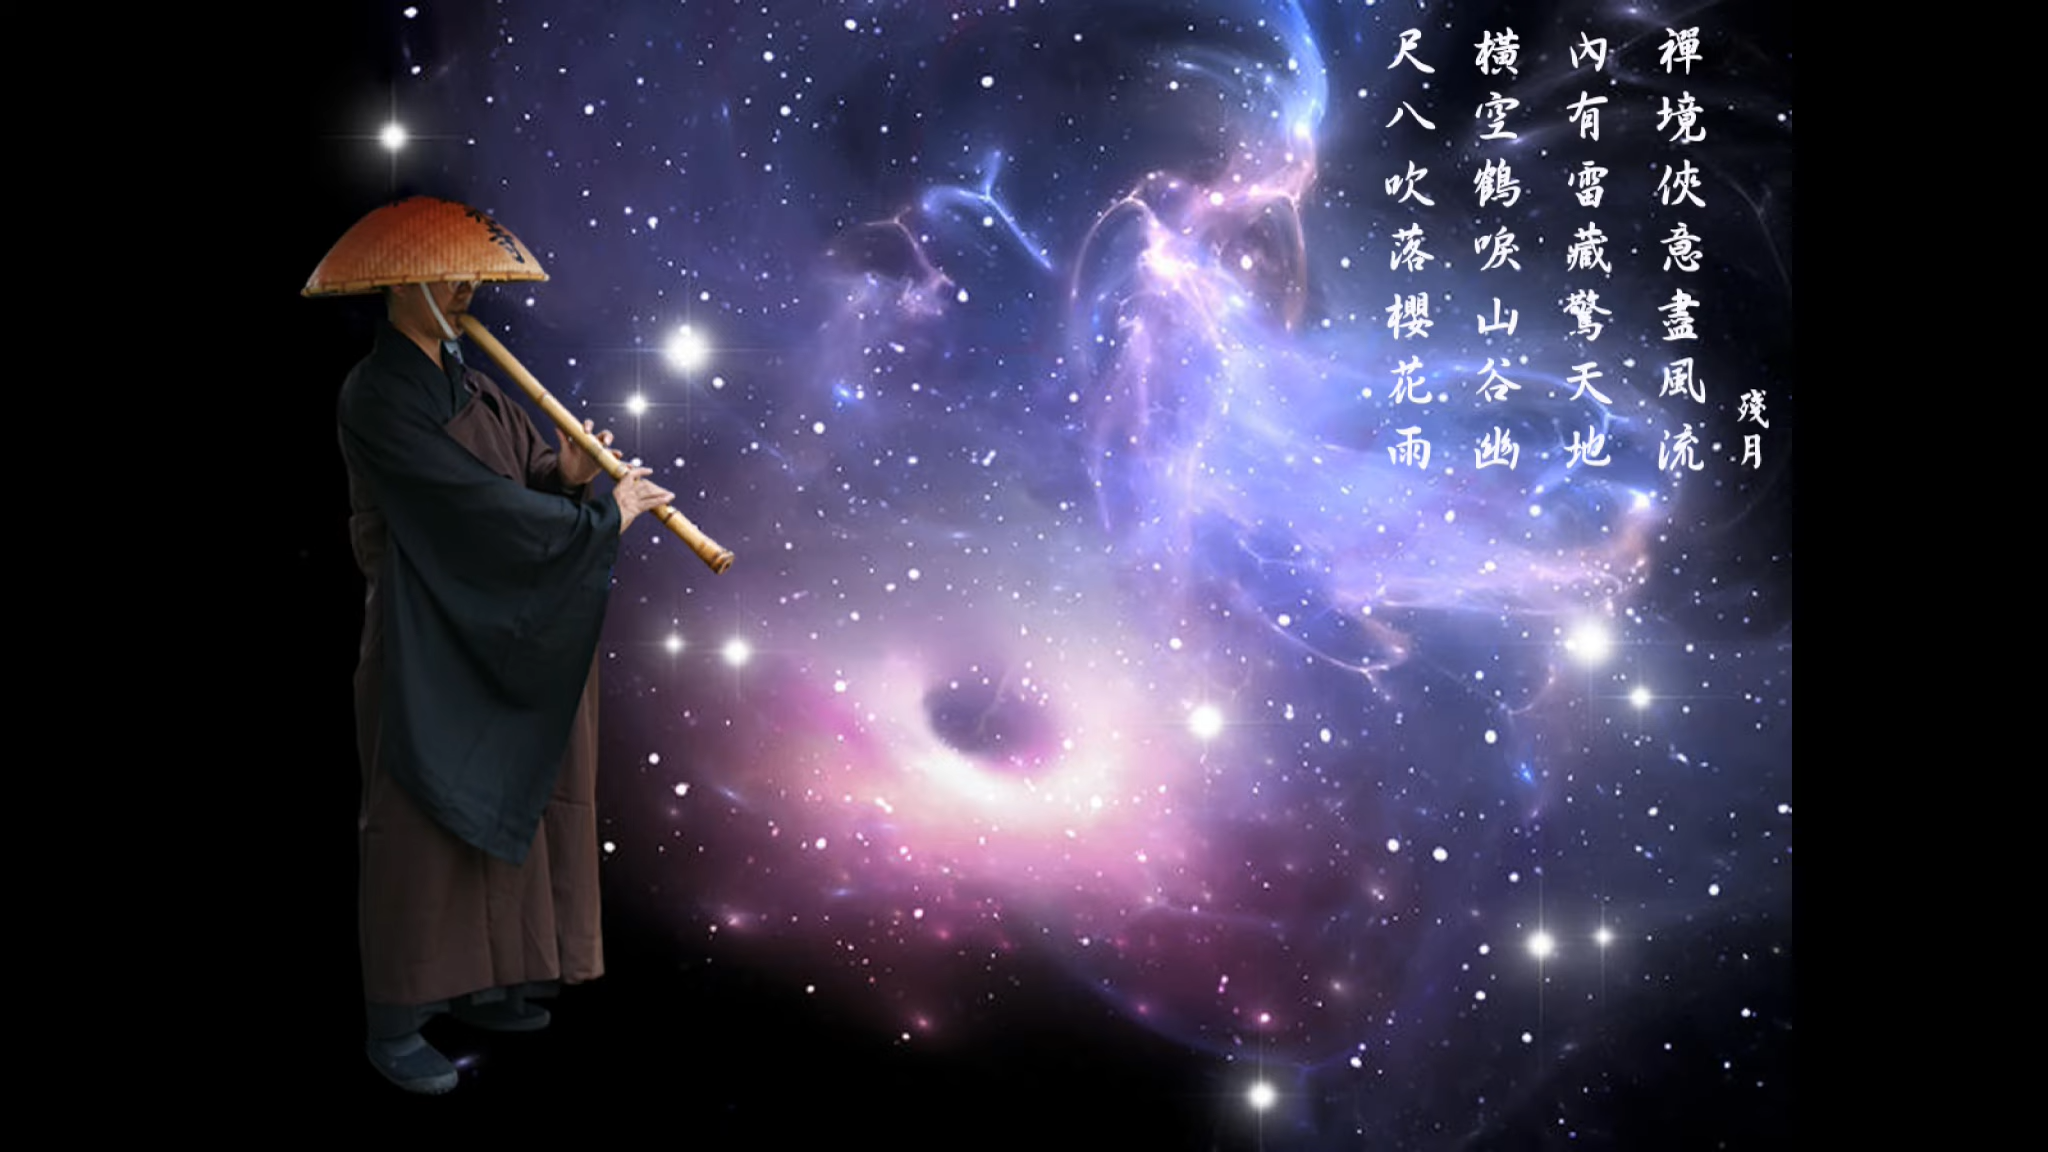 尺八吹落櫻花雨
橫空鶴唳山谷幽
內有雷藏驚天地
禪境俠意盡風流
殘月